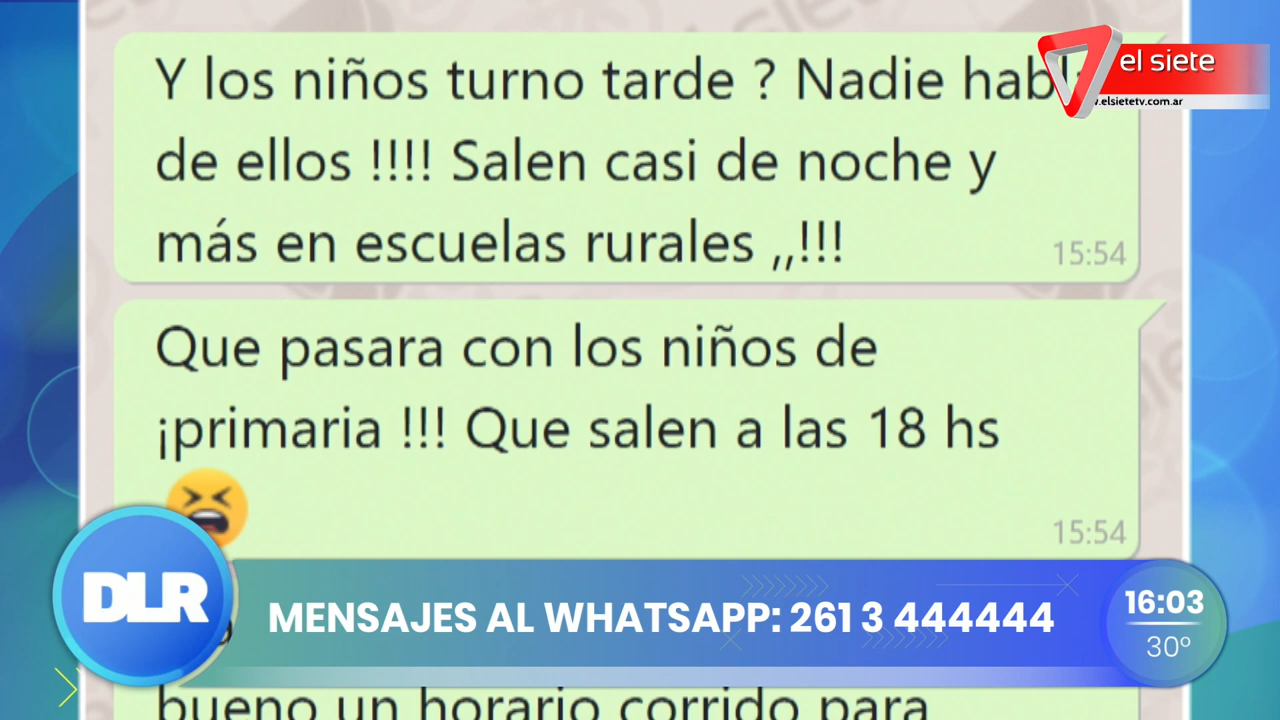 Y los niños turno tarde ? Nadie habla
de ellos !!!! Salen casi de noche y
más en escuelas rurales ,,!!!
15:54
el siete
.elsietetv.com.ar
Que pasara con los niños de
¡primaria !!! Que salen a las 18 hs
15:54
DLR
MENSAJES AL WHATSAPP: 261 3 444444
16:03
30º
bueno un horario corrido para